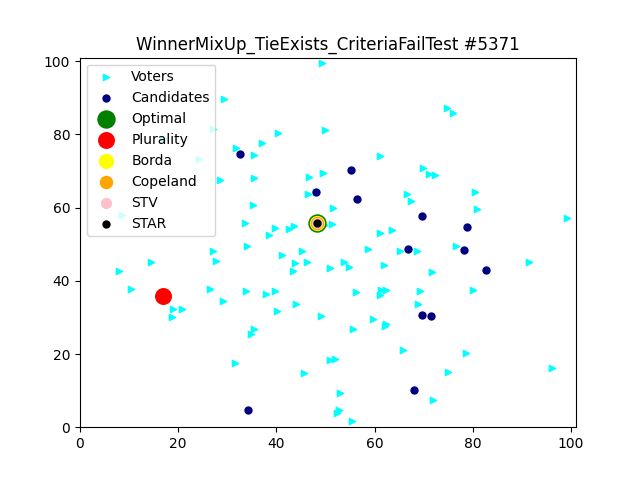 WinnerMixUp_TieExists_CriteriaFailTest #5371
100
80
60
40
20
0
0 20 40 60 80 100
Voters
Candidates
Optimal
Plurality
Borda
Copeland
STV
STAR